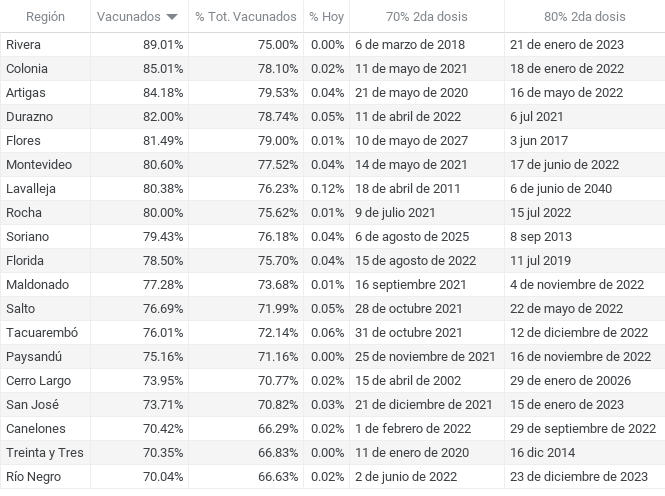 Región Vacunados % Tot. Vacunados % Hoy 70% 2da dosis 80% 2da dosis
Rivera 89.01% 75.00% 0.00% 6 de marzo de 2018 21 de enero de 2023
Colonia 85.01% 78.10% 0.02% 11 de mayo de 2021 18 de enero de 2022
Artigas 84.18% 79.53% 0.04% 21 de mayo de 2020 16 de mayo de 2022
Durazno 82.00% 78.74% 0.05% 11 de abril de 2022 6 jul 2021
Flores 81.49% 79.00% 0.01% 10 de mayo de 2027 3 jun 2017
Montevideo 80.60% 77.52% 0.04% 14 de mayo de 2021 17 de junio de 2022
Lavalleja 80.38% 76.23% 0.12% 18 de abril de 2011 6 de junio de 2040
Rocha 80.00% 75.62% 0.01% 9 de julio 2021 15 jul 2022
Soriano 79.43% 76.18% 0.04% 6 de agosto de 2025 8 sep 2013
Florida 78.50% 75.70% 0.04% 15 de agosto de 2022 11 jul 2019
Maldonado 77.28% 73.68% 0.01% 16 septiembre 2021 4 de noviembre de 2022
Salto 76.69% 71.99% 0.05% 28 de octubre 2021 22 de mayo de 2022
Tacuarembó 76.01% 72.14% 0.06% 31 de octubre 2021 12 de diciembre de 2022
Paysandú 75.16% 71.16% 0.00% 25 de noviembre de 2021 16 de noviembre de 2022
Cerro Largo 73.95% 70.77% 0.02% 15 de abril de 2002 29 de enero de 20026
San José 73.71% 70.82% 0.03% 21 de diciembre de 2021 15 de enero de 2023
Canelones 70.42% 66.29% 0.02% 1 de febrero de 2022 29 de septiembre de 2022
Treinta y Tres 70.35% 66.83% 0.00% 11 de enero de 2020 16 dic 2014
Río Negro 70.04% 66.63% 0.02% 2 de junio de 2022 23 de diciembre de 2023